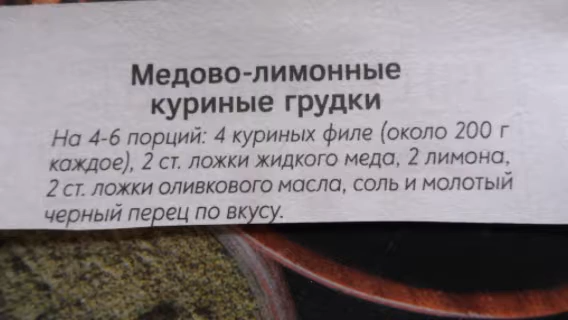 Медово-лимонные
куриные грудки
На 4-6 порций: 4 куриных филе (около 200 г
каждое), 2 ст. ложки жидкого меда, 2 лимона,
2 ст. ложки оливкового масла, соль и молотый
черный перец по вкусу.